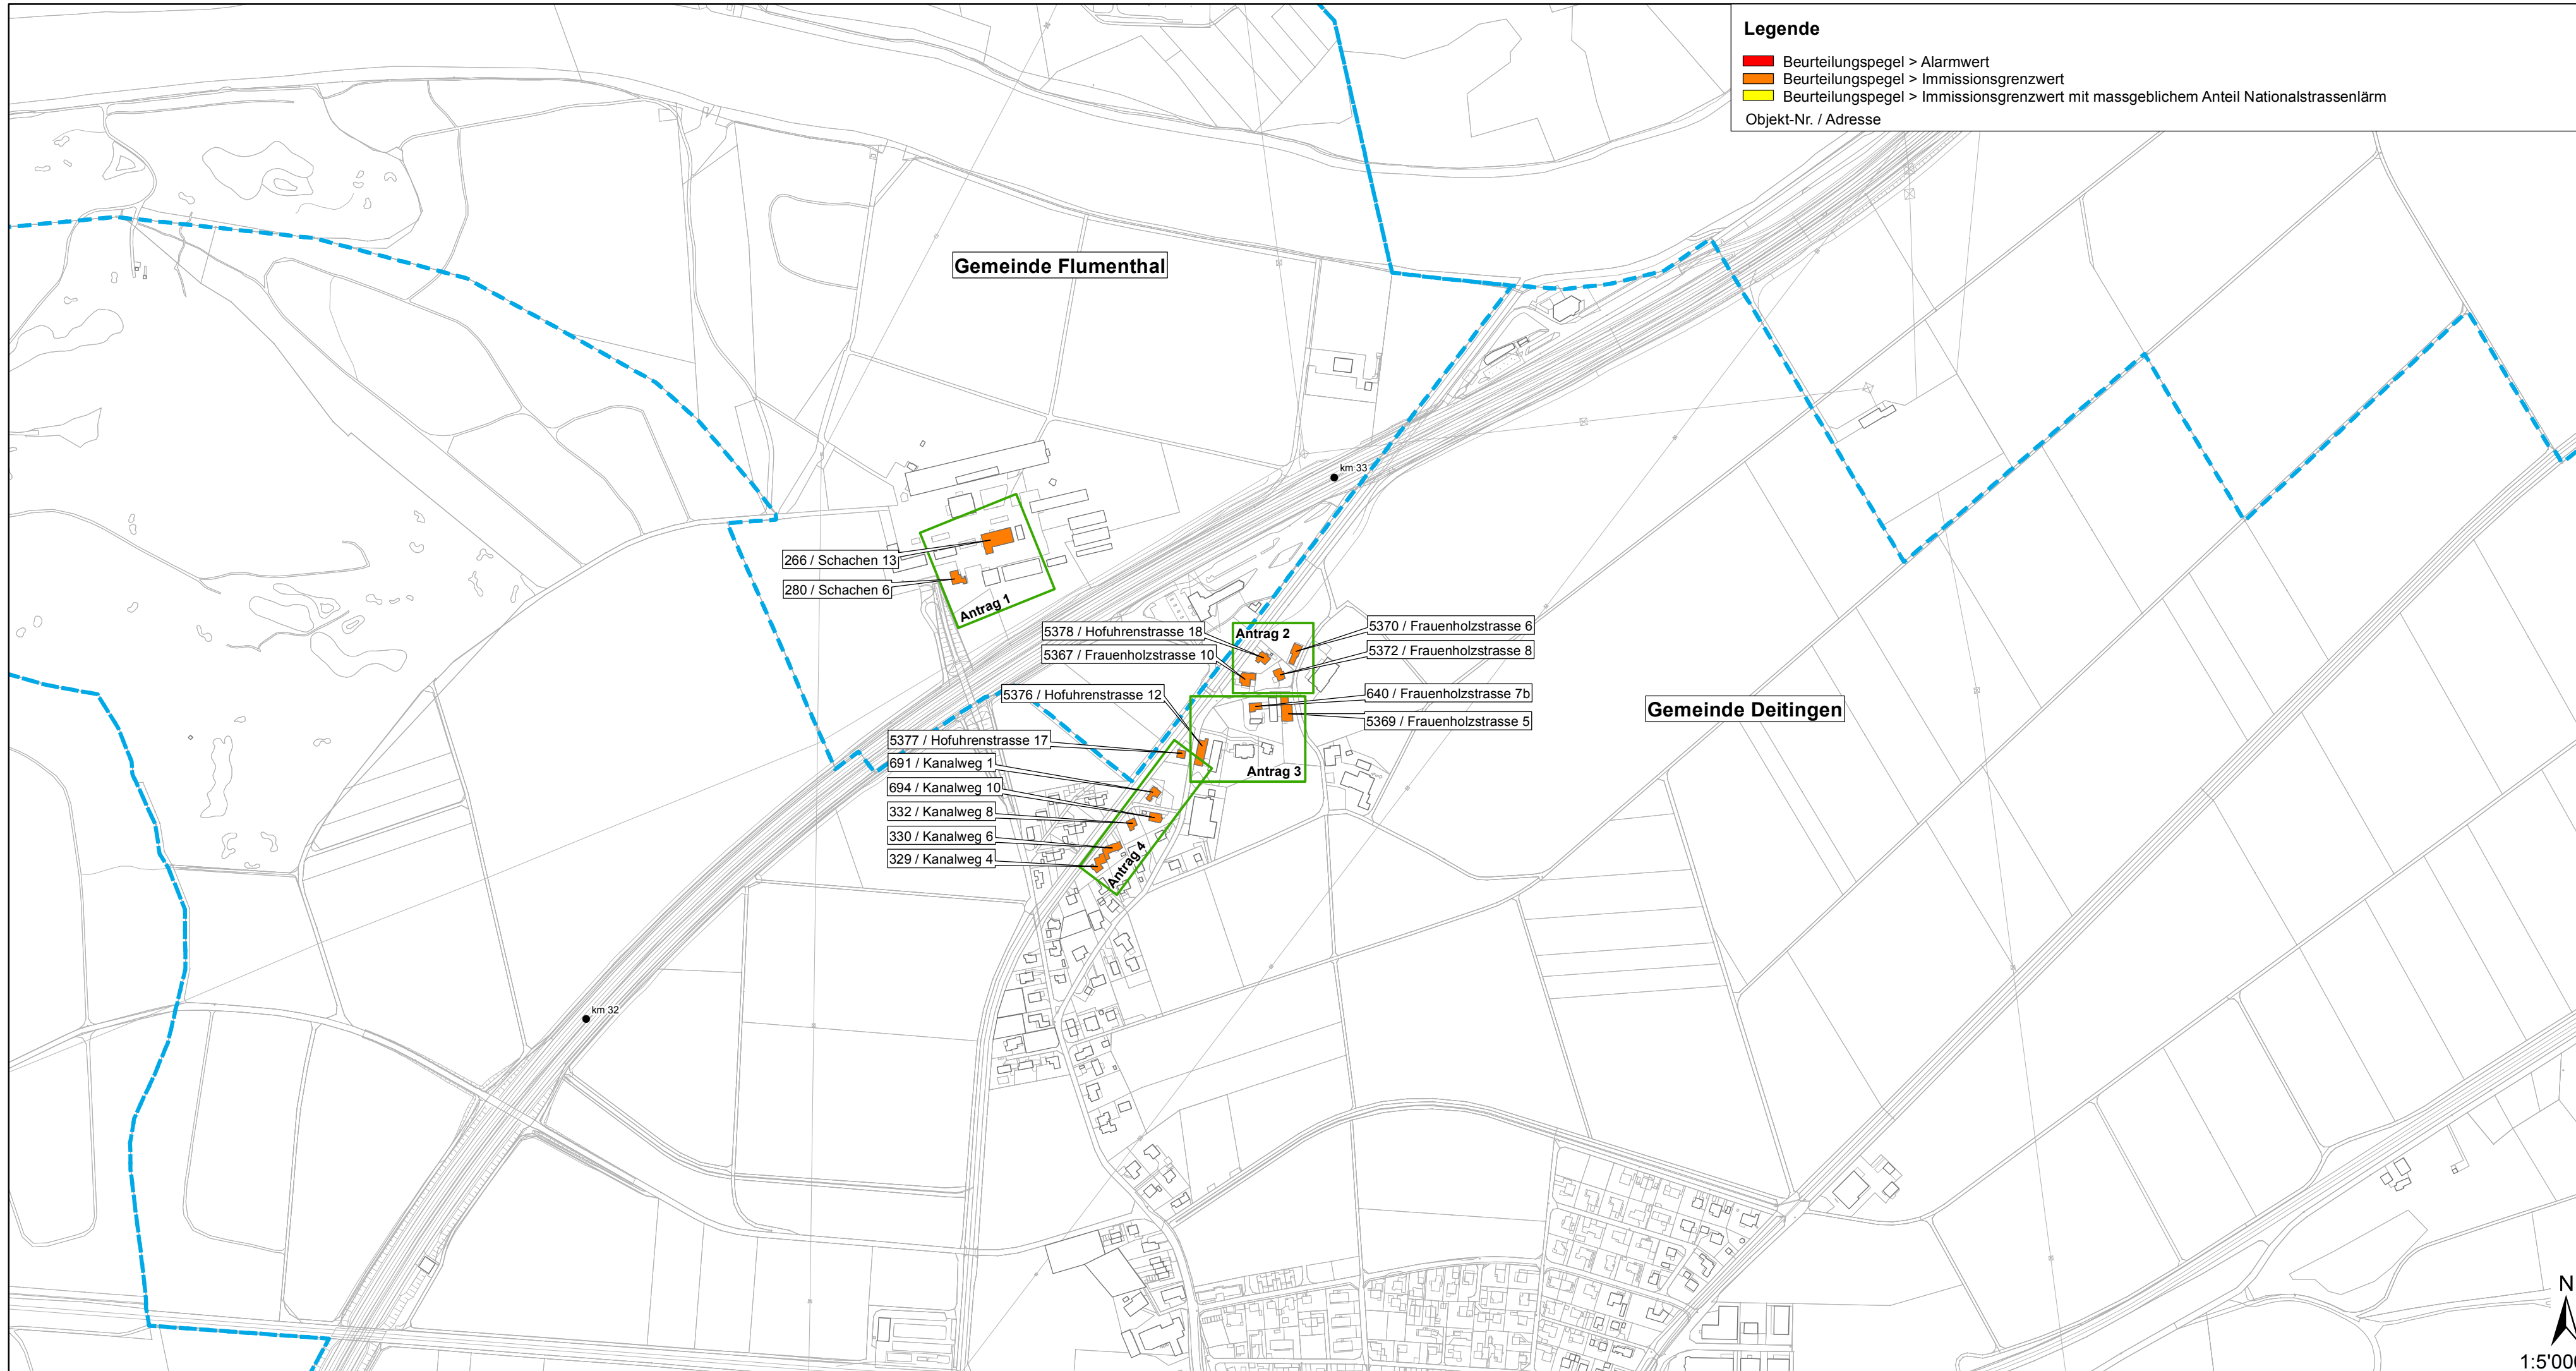 Legende
Beurteilungspegel > Alarmwert
Beurteilungspegel > Immissionsgrenzwert
Beurteilungspegel > Immissionsgrenzwert mit massgeblichem Anteil Nationalstrassenlärm
Objekt-Nr. / Adresse
Gemeinde Flumenthal
km 33
266 / Schachen 13
280 / Schachen 6
Antrag 1
5378 / Hofuhrenstrasse 18
5367 / Frauenholzstrasse 10
Antrag 2
5370 / Frauenholzstrasse 6
5372 / Frauenholzstrasse 8
5376 / Hofuhrenstrasse 12
640 / Frauenholzstrasse 7b
5369 / Frauenholzstrasse 5
Gemeinde Deitingen
5377 / Hofuhrenstrasse 17
691 / Kanalweg 1
694 / Kanalweg 10
332 / Kanalweg 8
330 / Kanalweg 6
329 / Kanalweg 4
Antrag 3
Antrag 4
km 32
N